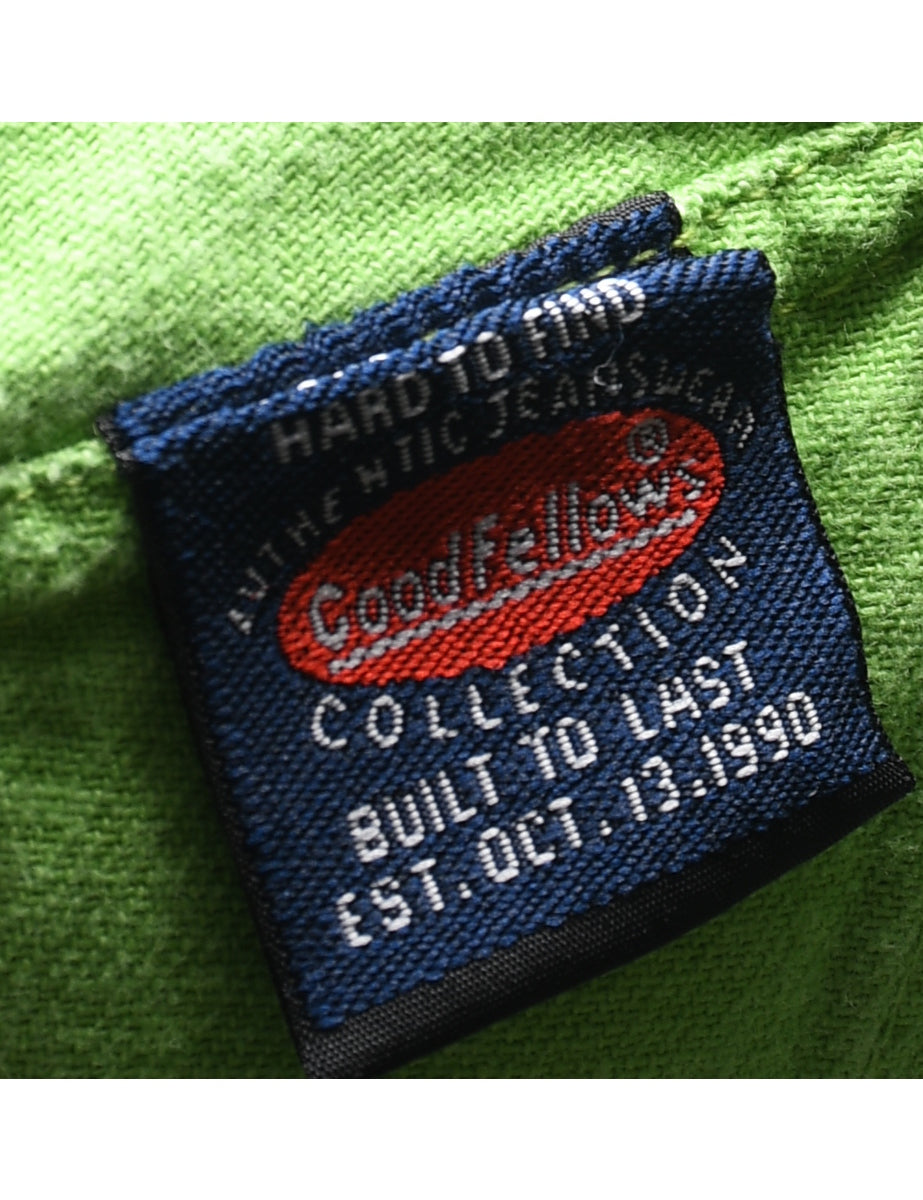 HARD TO FIND
AUTHENTIC JEANSWEAR
GoodFellows®
COLLECTION
BUILT TO LAST
EST. OCT. 13. 1990